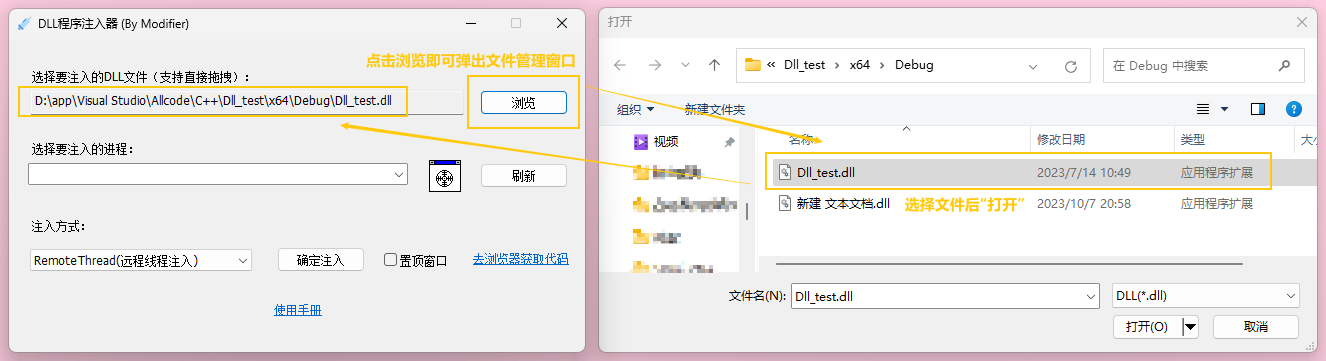 DLL程序注入器 (By Modifier)
点击浏览即可弹出文件管理窗口
选择要注入的DLL文件（支持直接拖拽）：
D:\app\Visual Studio\Allcode\C++\Dll_test\x64\Debug\Dll_test.dll
浏览
选择要注入的进程：
刷新
注入方式：
RemoteThread(远程线程注入)
确定注入
置顶窗口
去浏览器获取代码
使用手册
打开
« Dll_test › x64 › Debug
在 Debug 中搜索
组织
新建文件夹
视频
名称 修改日期 类型 大小
Dll_test.dll 2023/7/14 10:49 应用程序扩展
新建 文本文档.dll 2023/10/7 20:58 应用程序扩展
选择文件后“打开”
文件名(N): Dll_test.dll
DLL(*.dll)
打开(O)
取消